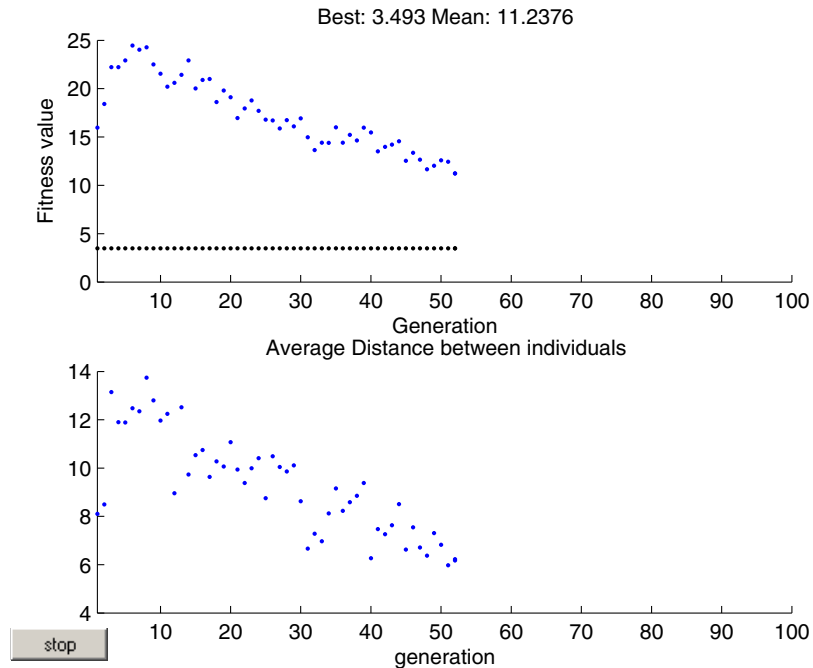 Best: 3.493 Mean: 11.2376
25
20
15
10
5
0
Fitness value
10 20 30 40 50 60 70 80 90 100
Generation
Average Distance between individuals
14
12
10
8
6
4
10 20 30 40 50 60 70 80 90 100
generation
stop